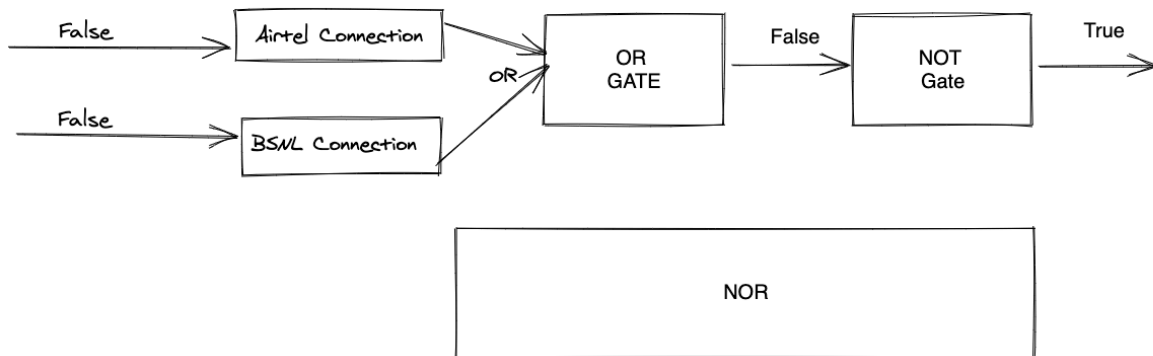 False
Airtel Connection
OR
GATE
False
NOT
Gate
True
OR
False
BSNL Connection
NOR